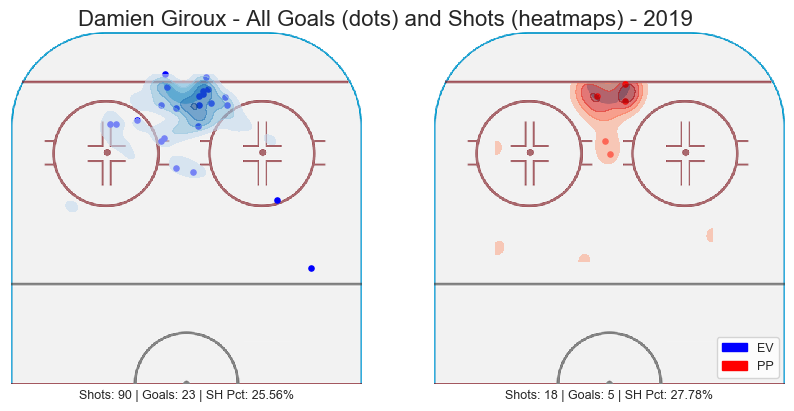 Damien Giroux - All Goals (dots) and Shots (heatmaps) - 2019
EV
PP
Shots: 90 | Goals: 23 | SH Pct: 25.56%
Shots: 18 | Goals: 5 | SH Pct: 27.78%